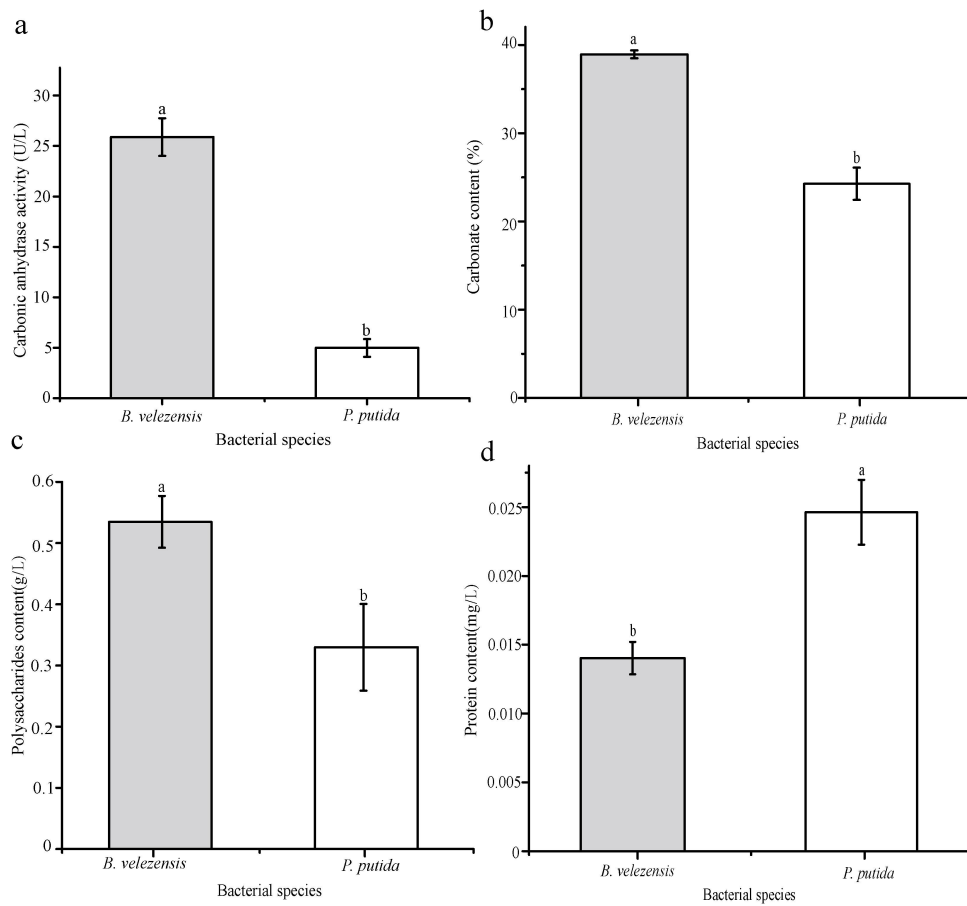 a
Carbonic anhydrase activity (U/L)
30
25
20
15
10
5
0
a
b
B. velezensis
P. putida
Bacterial species
b
Carbonate content (%)
40
30
20
10
0
a
b
B. velezensis
P. putida
Bacterial species
c
Polysaccharides content(g/L)
0.6
0.5
0.4
0.3
0.2
0.1
0
a
b
B. velezensis
P. putida
Bacterial species
d
Protein content(mg/L)
0.025
0.020
0.015
0.010
0.005
0
b
a
B. velezensis
P. putida
Bacterial species